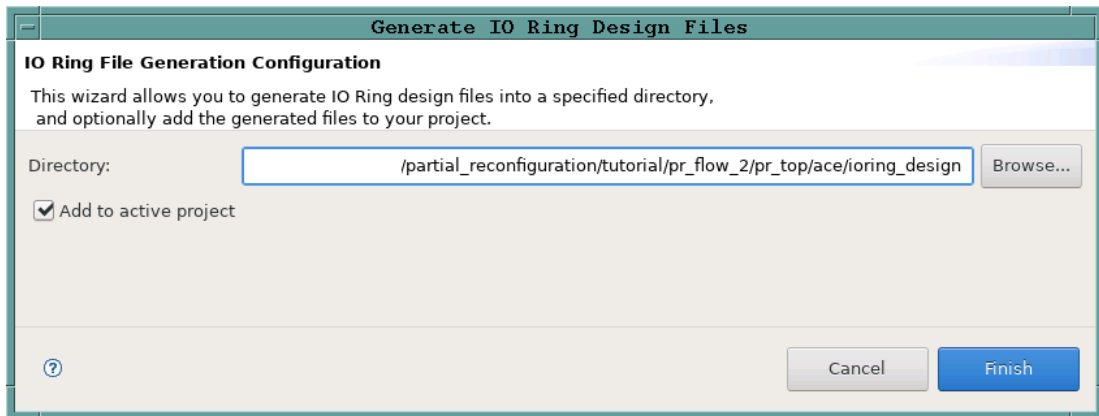 Generate IO Ring Design Files
IO Ring File Generation Configuration
This wizard allows you to generate IO Ring design files into a specified directory,
and optionally add the generated files to your project.
Directory:
/partial_reconfiguration/tutorial/pr_flow_2/pr_top/ace/ioring_design
Browse...
Add to active project
Cancel
Finish